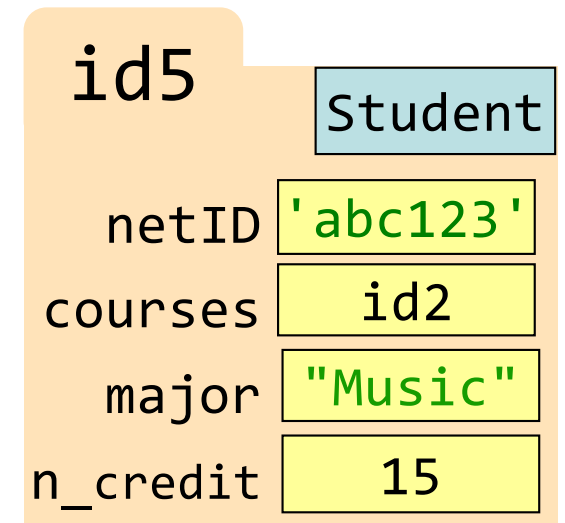 id5
Student
netID 'abc123'
courses id2
major "Music"
n_credit 15